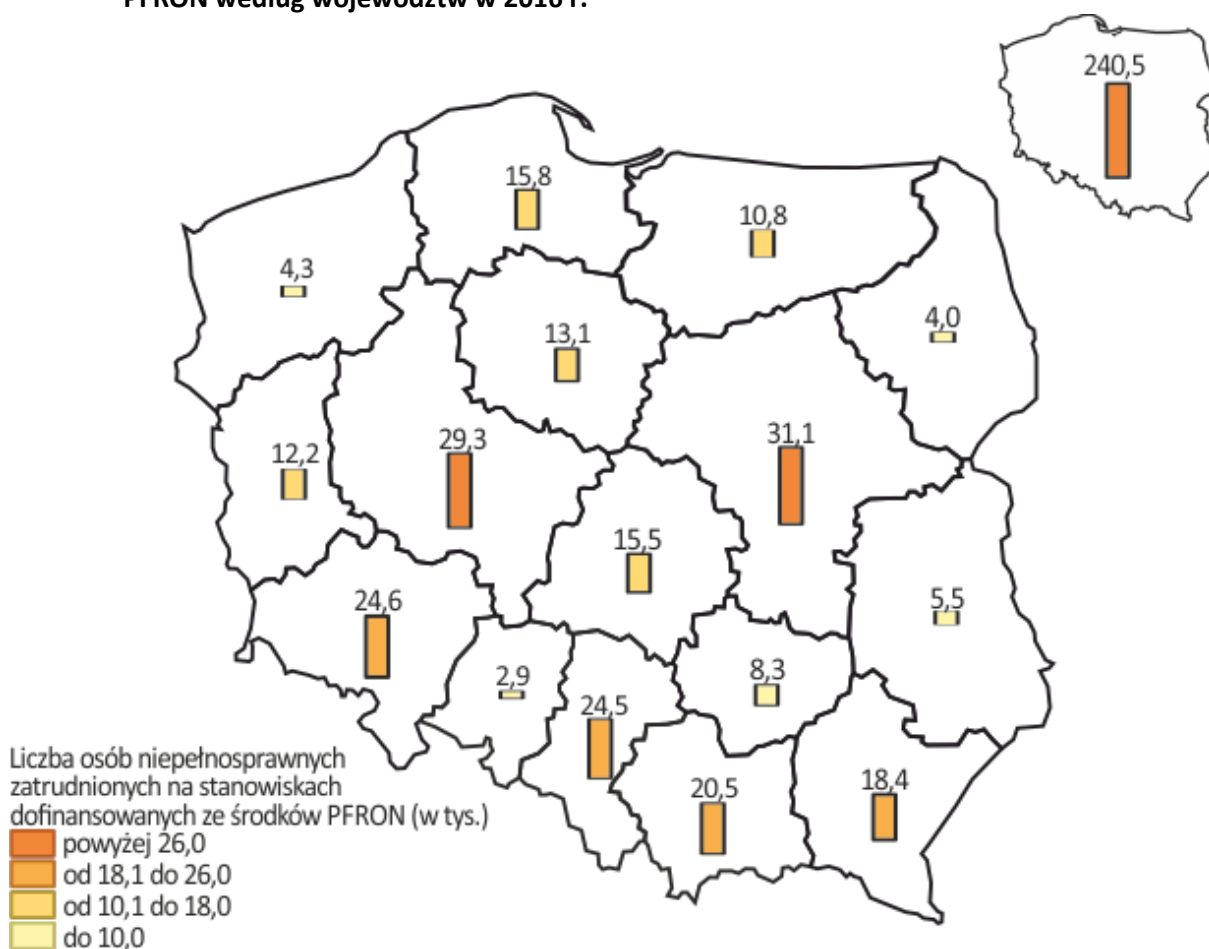 PFRON według województw w 2016 r.
240,5
15,8
10,8
4,3
4,0
13,1
29,3
31,1
12,2
15,5
24,6
5,5
2,9
8,3
24,5
20,5
18,4
Liczba osób niepełnosprawnych
zatrudnionych na stanowiskach
dofinansowanych ze środków PFRON (w tys.)
powyżej 26,0
od 18,1 do 26,0
od 10,1 do 18,0
do 10,0